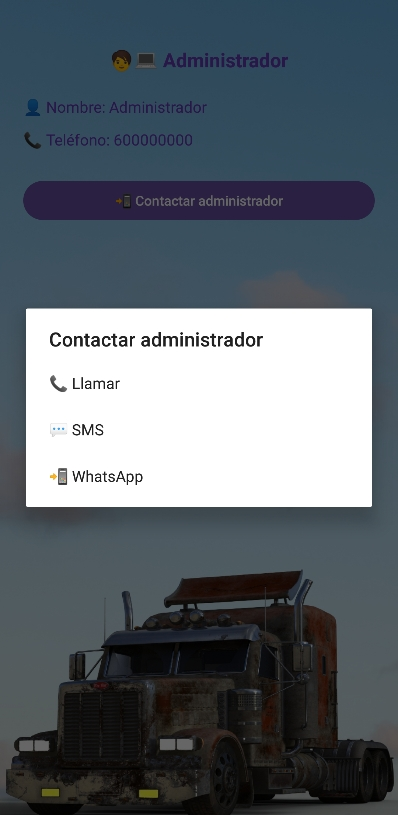 🧑‍💻 Administrador
👤 Nombre: Administrador
📞 Teléfono: 600000000
📲 Contactar administrador
Contactar administrador
📞 Llamar
💬 SMS
📲 WhatsApp